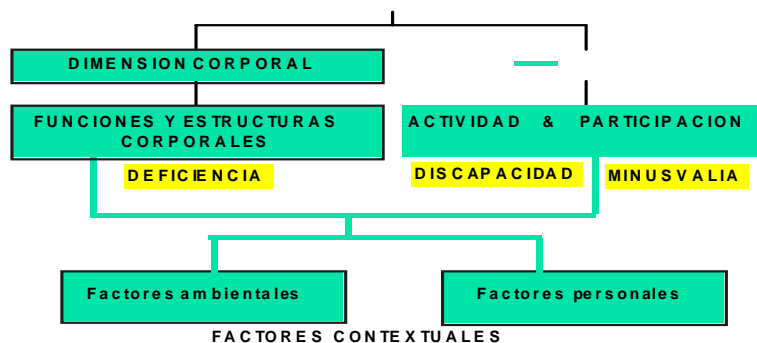 DIMENSION CORPORAL
FUNCIONES Y ESTRUCTURAS
CORPORALES
ACTIVIDAD & PARTICIPACION
DEFICIENCIA
DISCAPACIDAD
MINUSVALIA
Factores ambientales
Factores personales
FACTORES CONTEXTUALES